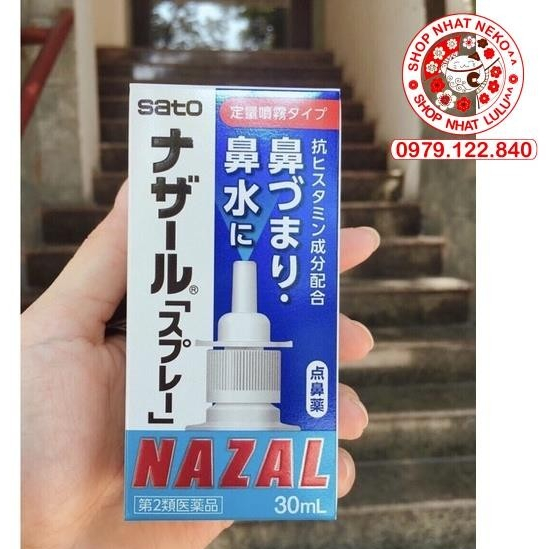 SHOP NHAT NEKO^^
SHOP NHAT LULU^^
0979.122.840
sato
定量噴霧タイプ
抗ヒスタミン成分配合
鼻づまり・
鼻水に
ナザール®
「スプレー」
点鼻薬
NAZAL
第2類医薬品
30mL